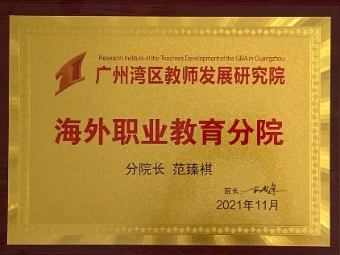 Research Institute of the Teachers Development of the GBA in Guangzhou
广州湾区教师发展研究院
海外职业教育分院
分院长 范臻祺
院长:
2021年11月